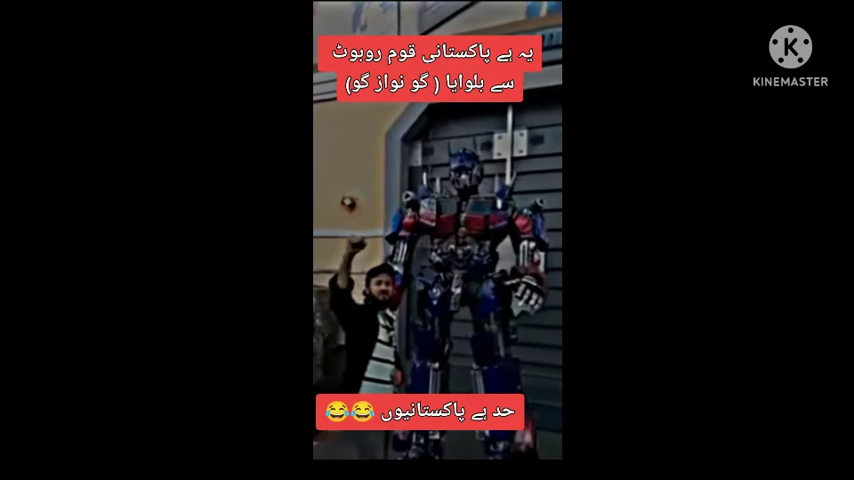 یہ ہے پاکستانی قوم روبوٹ
سے بلوایا ( گو نواز گو)
K
KINEMASTER
حد ہے پاکستانیوں 😂😂